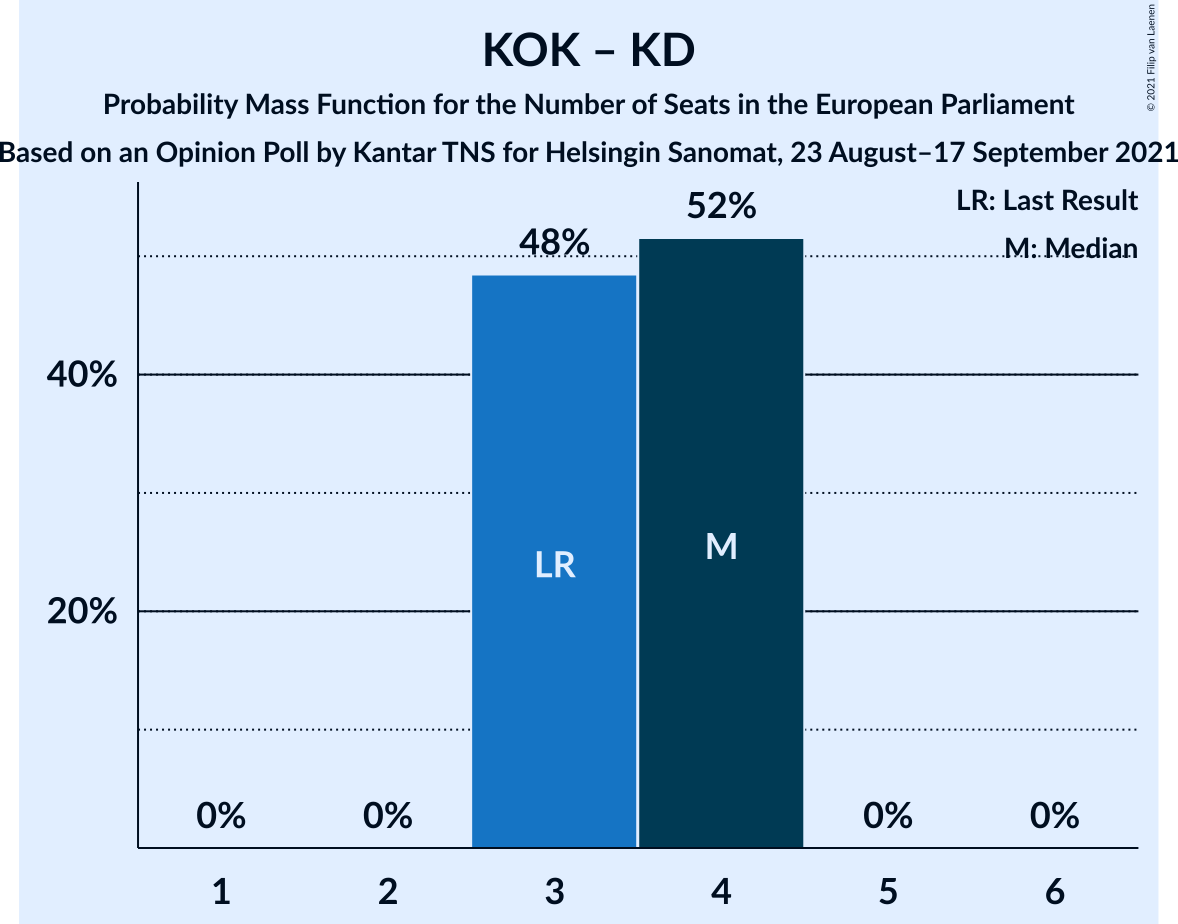 KOK – KD
Probability Mass Function for the Number of Seats in the European Parliament
Based on an Opinion Poll by Kantar TNS for Helsingin Sanomat, 23 August–17 September 2021
© 2021 Filip van Laenen
LR: Last Result
M: Median
52%
48%
40%
20%
LR
M
0%
0%
0%
0%
1
2
3
4
5
6